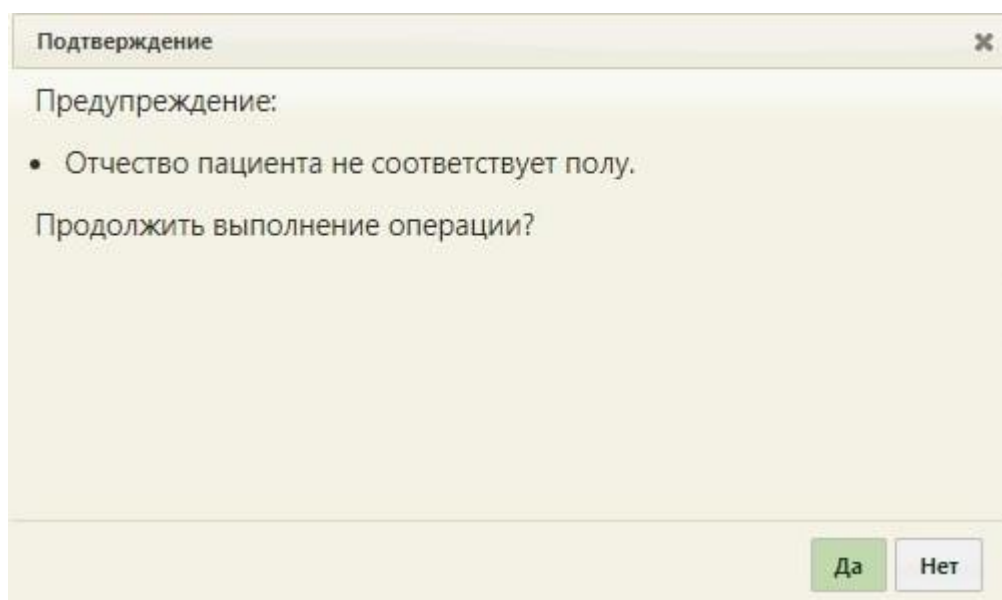 Подтверждение
Предупреждение:
• Отчество пациента не соответствует полу.
Продолжить выполнение операции?
Да Нет